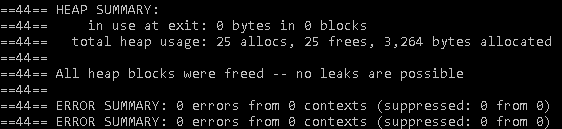 ==44== HEAP SUMMARY:
==44==     in use at exit: 0 bytes in 0 blocks
==44==   total heap usage: 25 allocs, 25 frees, 3,264 bytes allocated
==44==
==44== All heap blocks were freed -- no leaks are possible
==44==
==44== ERROR SUMMARY: 0 errors from 0 contexts (suppressed: 0 from 0)
==44== ERROR SUMMARY: 0 errors from 0 contexts (suppressed: 0 from 0)